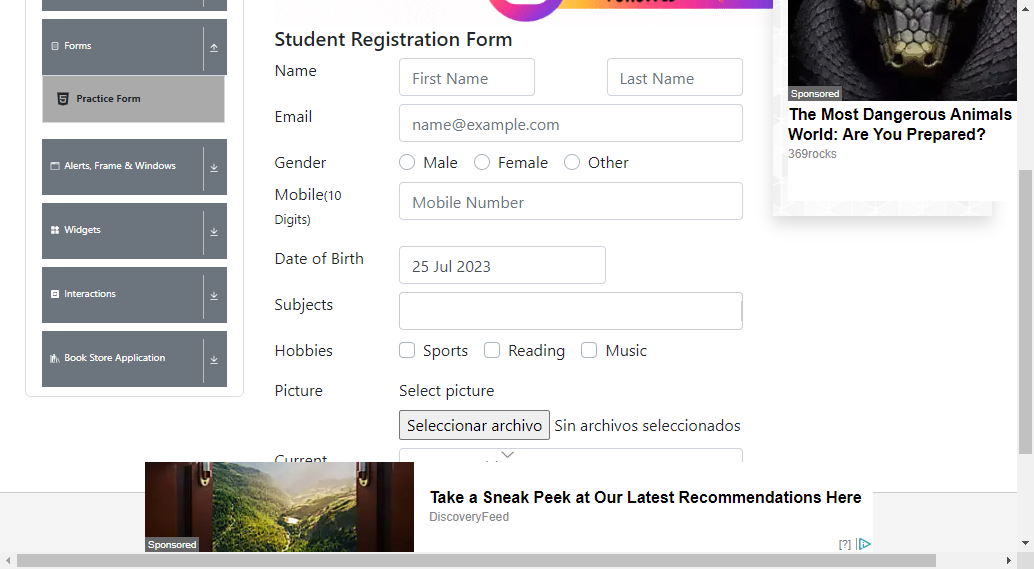 Forms
Practice Form
Alerts, Frame & Windows
Widgets
Interactions
Book Store Application
Student Registration Form
Name
First Name
Last Name
Email
name@example.com
Gender
Male
Female
Other
Mobile(10
Digits)
Mobile Number
Date of Birth
25 Jul 2023
Subjects
Hobbies
Sports
Reading
Music
Picture
Select picture
Seleccionar archivo
Sin archivos seleccionados
Current
Sponsored
The Most Dangerous Animals
World: Are You Prepared?
369rocks
Sponsored
Take a Sneak Peek at Our Latest Recommendations Here
DiscoveryFeed
[?]